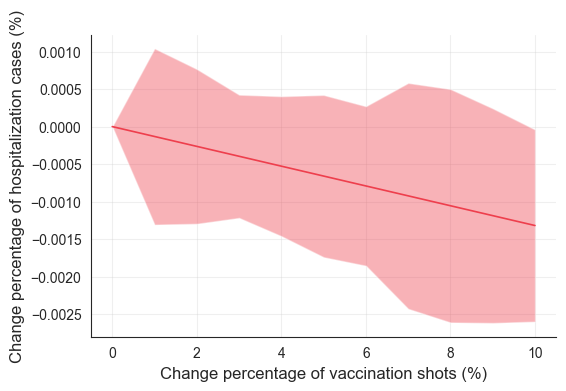 Change percentage of hospitalization cases (%)
0.0010
0.0005
0.0000
−0.0005
−0.0010
−0.0015
−0.0020
−0.0025
0 2 4 6 8 10
Change percentage of vaccination shots (%)